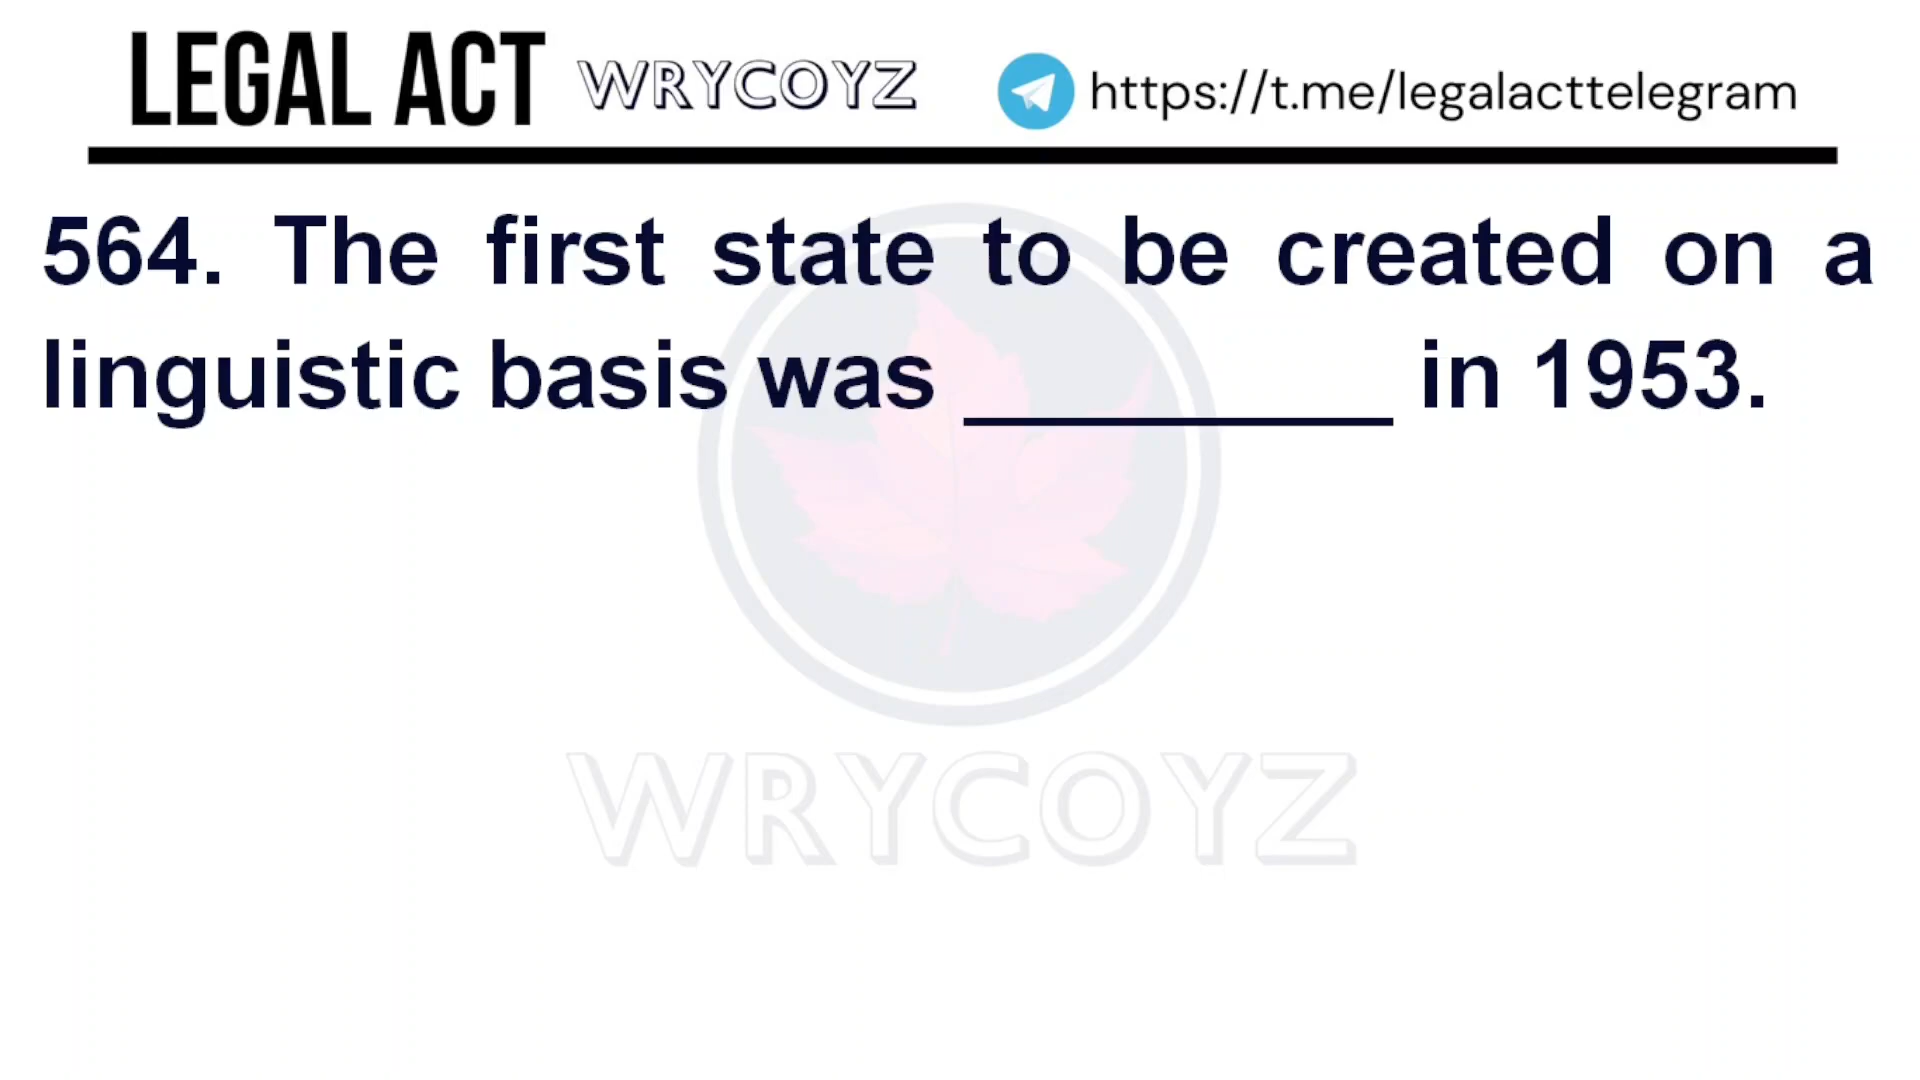 LEGAL ACT WRYCOYZ https://t.me/legalacttelegram
564. The first state to be created on a
linguistic basis was __________ in 1953.
WRYCOYZ